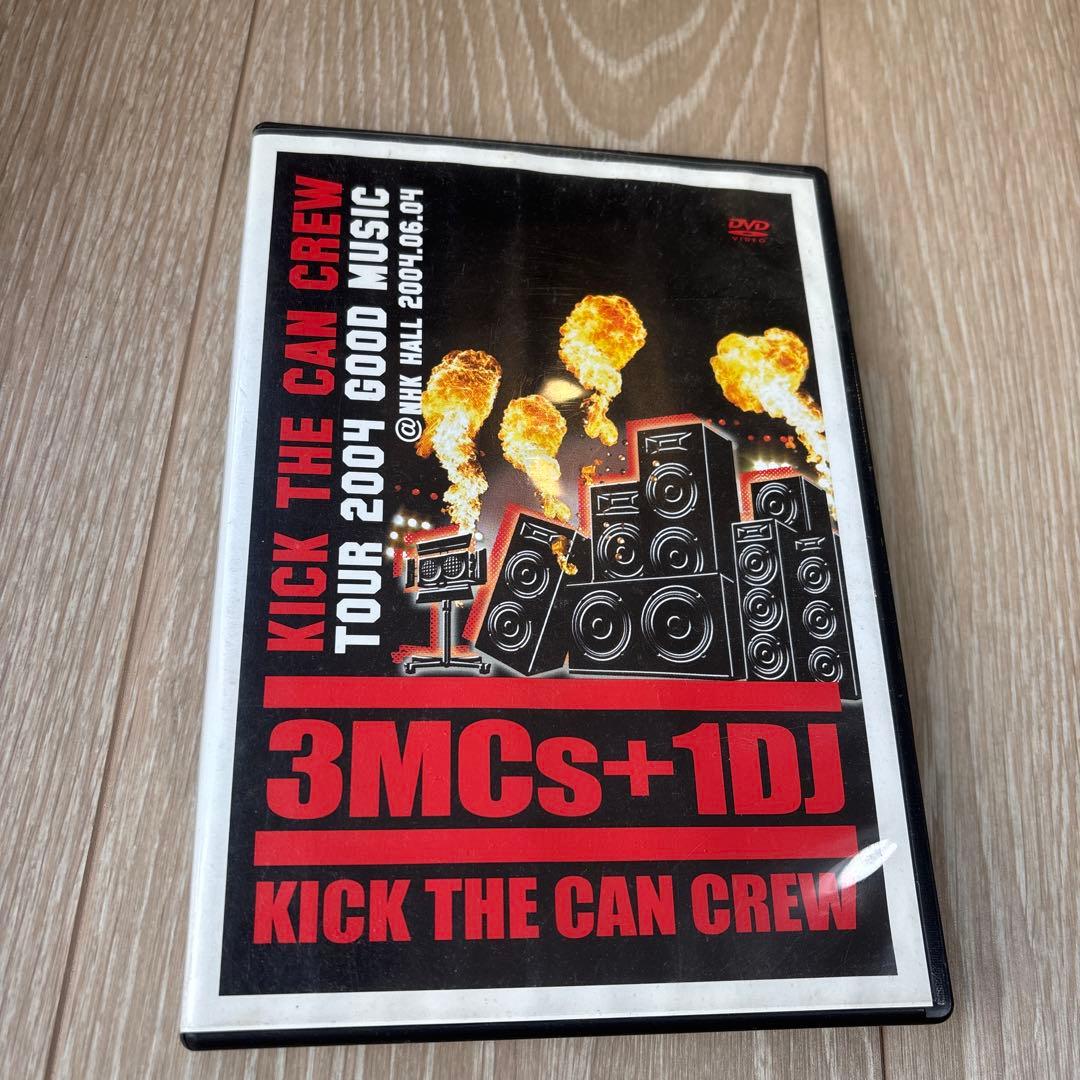 KICK THE CAN CREW
TOUR 2004 GOOD MUSIC
@NHK HALL 2004.06.04
DVD
VIDEO
3MCs+1DJ
KICK THE CAN CREW